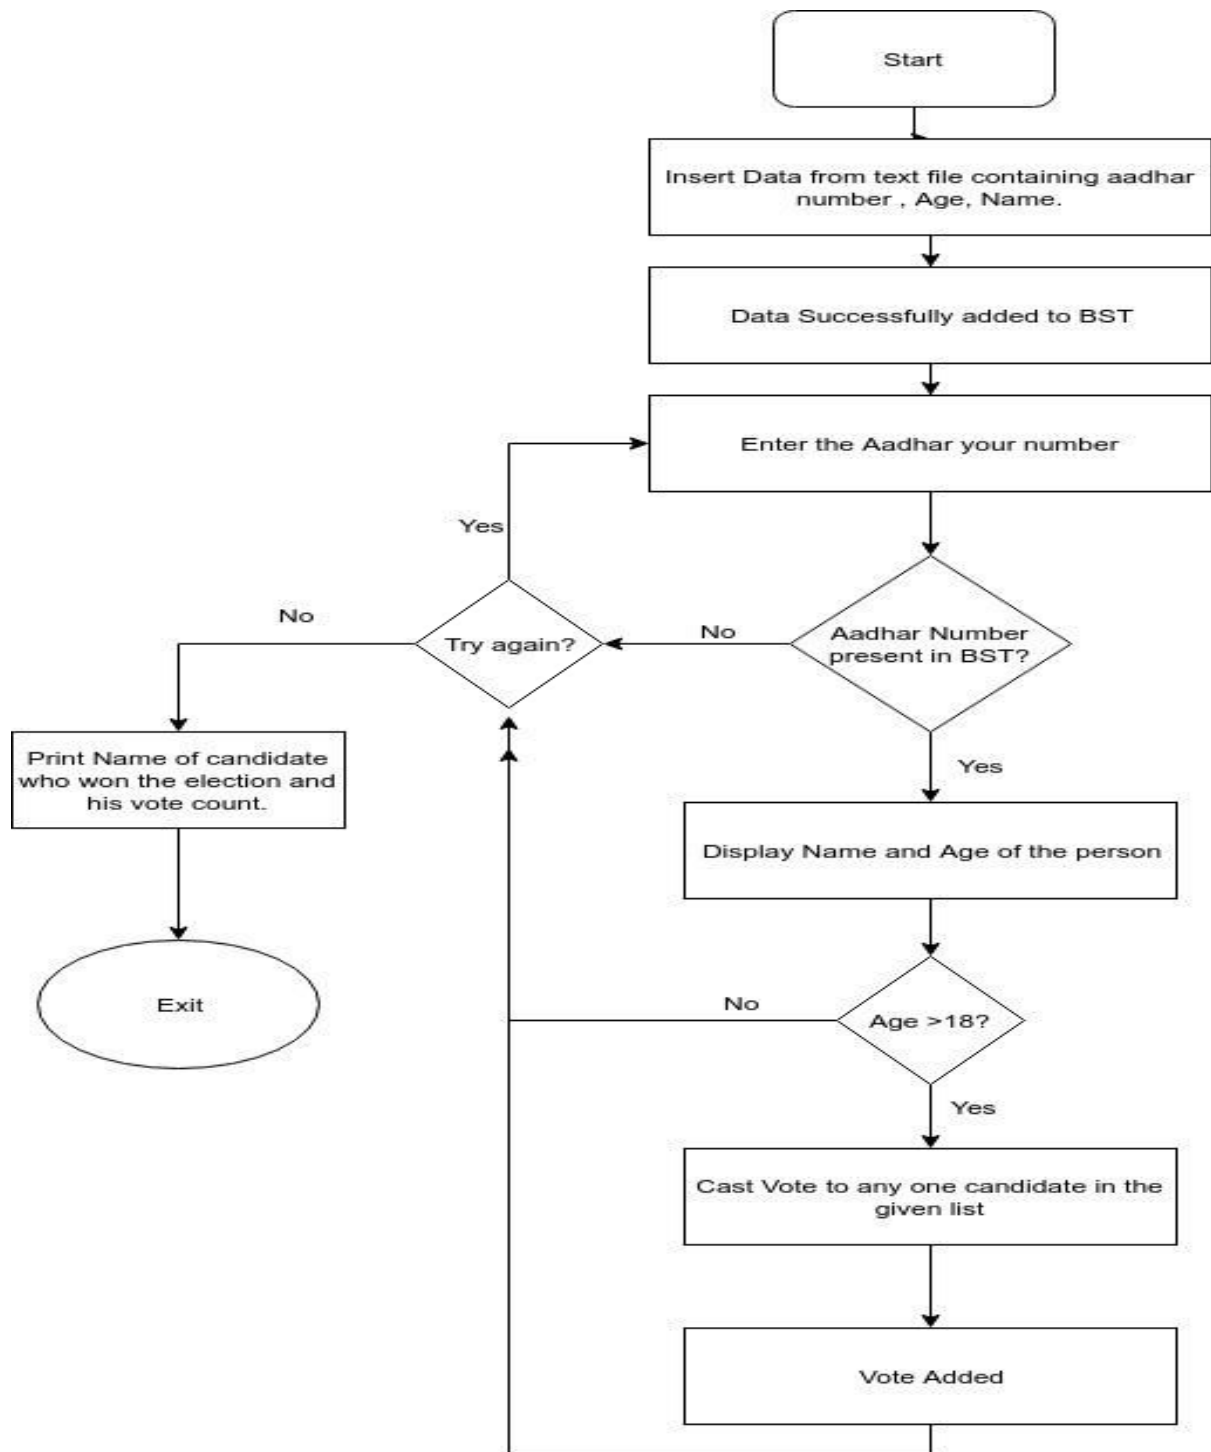 Start
Insert Data from text file containing aadhar
number , Age, Name.
Data Successfully added to BST
Enter the Aadhar your number
Yes
No
Try again?
No
Aadhar Number
present in BST?
Print Name of candidate
who won the election and
his vote count.
Yes
Display Name and Age of the person
Exit
No
Age >18?
Yes
Cast Vote to any one candidate in the
given list
Vote Added